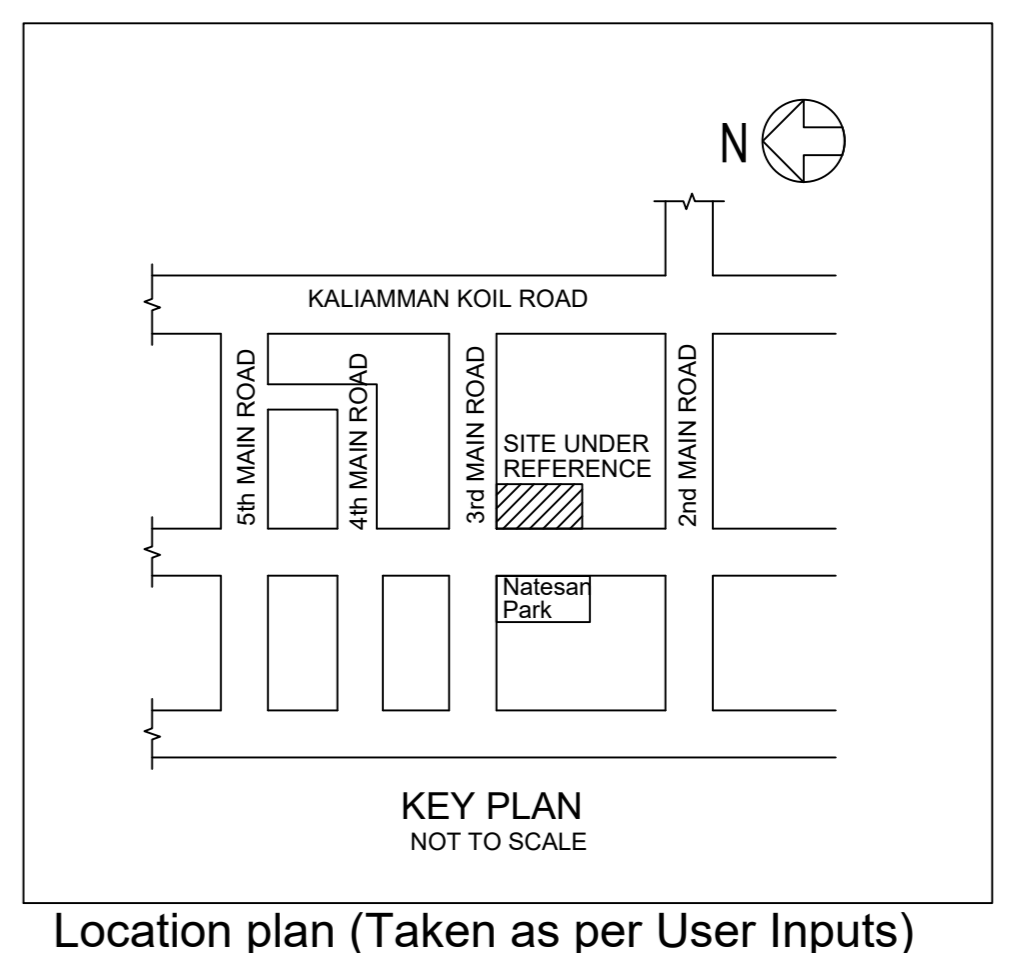 N
KALIAMMAN KOIL ROAD
5th MAIN ROAD
4th MAIN ROAD
3rd MAIN ROAD
SITE UNDER
REFERENCE
2nd MAIN ROAD
Natesan
Park
KEY PLAN
NOT TO SCALE
Location plan (Taken as per User Inputs)